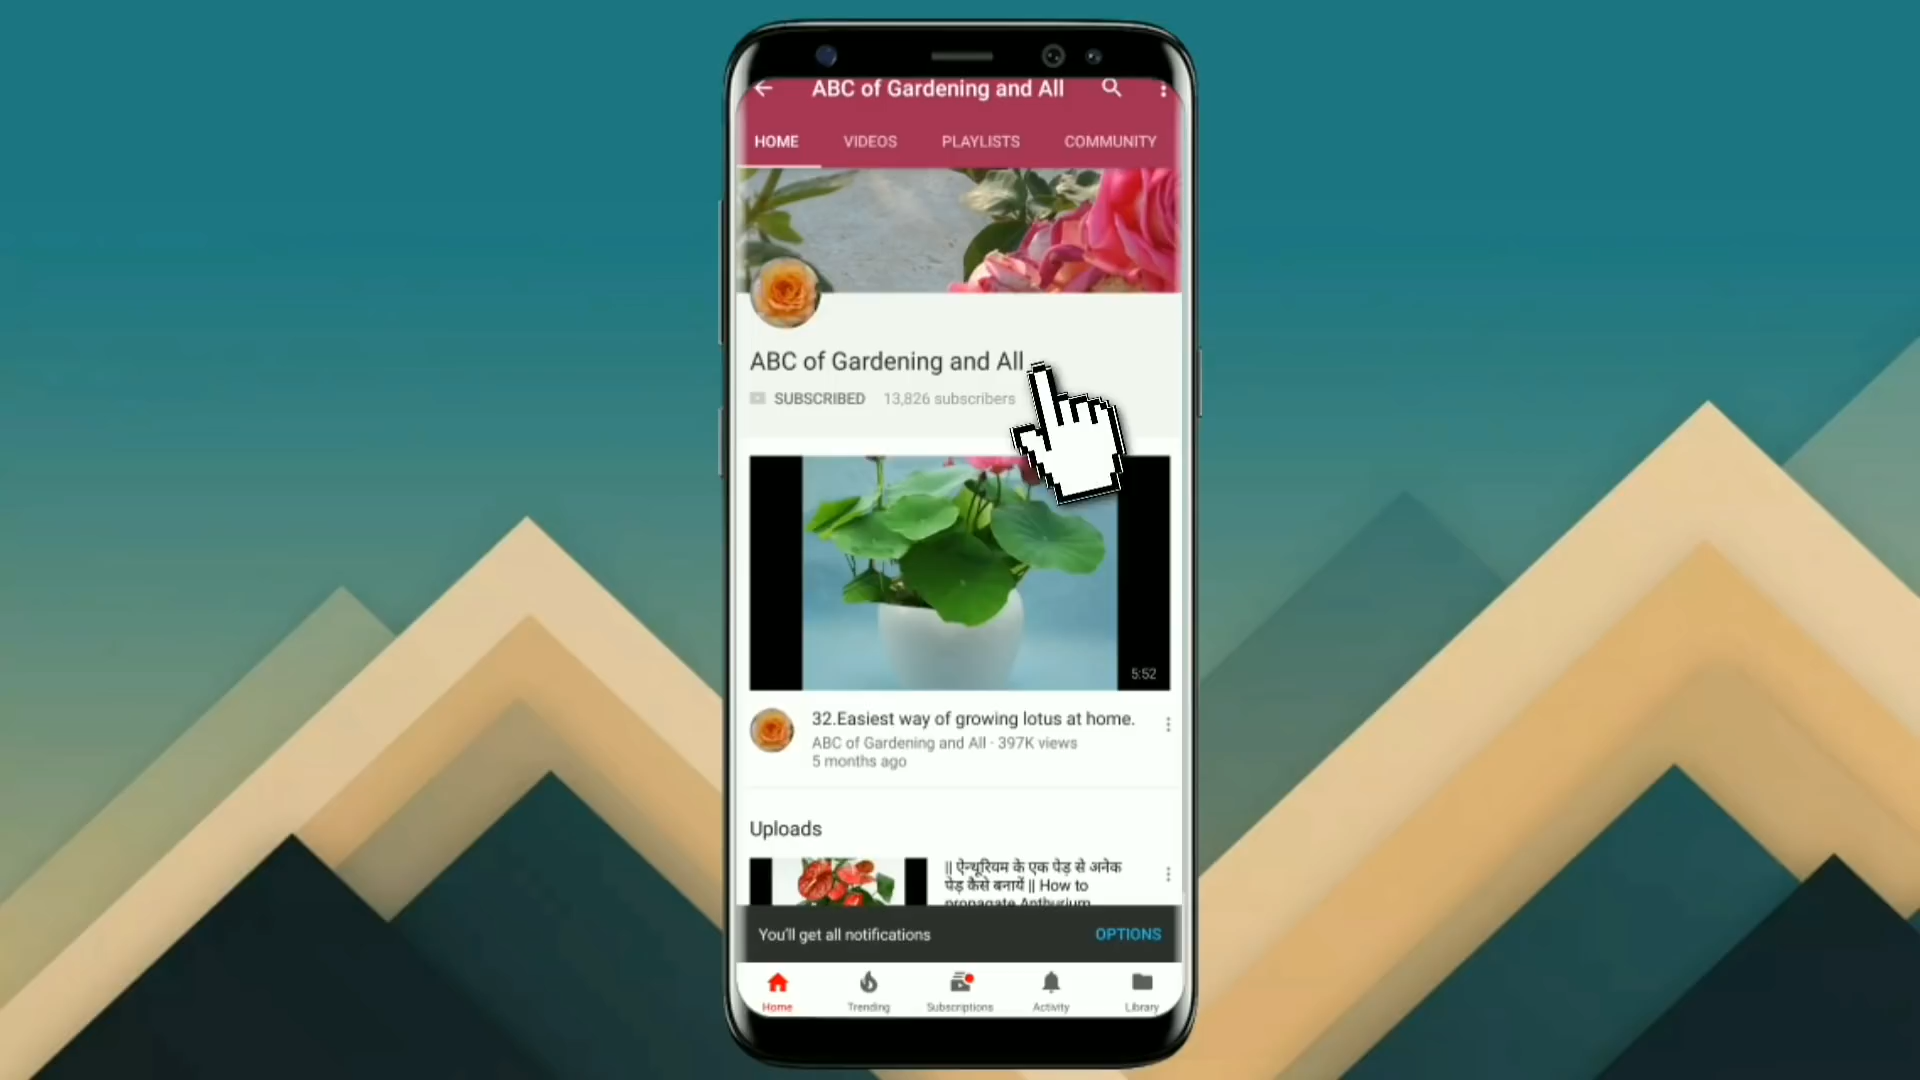 ABC of Gardening and All
HOME VIDEOS PLAYLISTS COMMUNITY
ABC of Gardening and All
SUBSCRIBED 13,826 subscribers
5:52
32.Easiest way of growing lotus at home.
ABC of Gardening and All · 397K views
5 months ago
Uploads
|| ऐन्थूरियम के एक पेड़ से अनेक
पेड़ कैसे बनायें || How to
propagate Anthurium
You'll get all notifications OPTIONS
Home Trending Subscriptions Activity Library